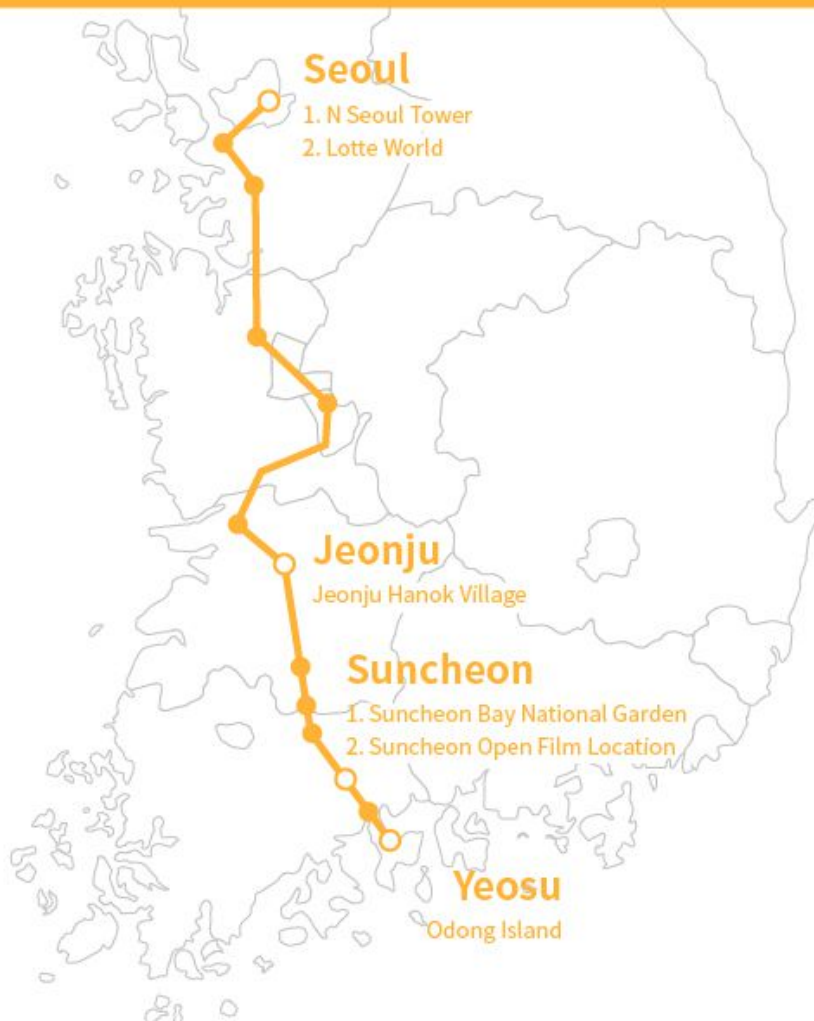 Seoul
1. N Seoul Tower
2. Lotte World
Jeonju
Jeonju Hanok Village
Suncheon
1. Suncheon Bay National Garden
2. Suncheon Open Film Location
Yeosu
Odong Island